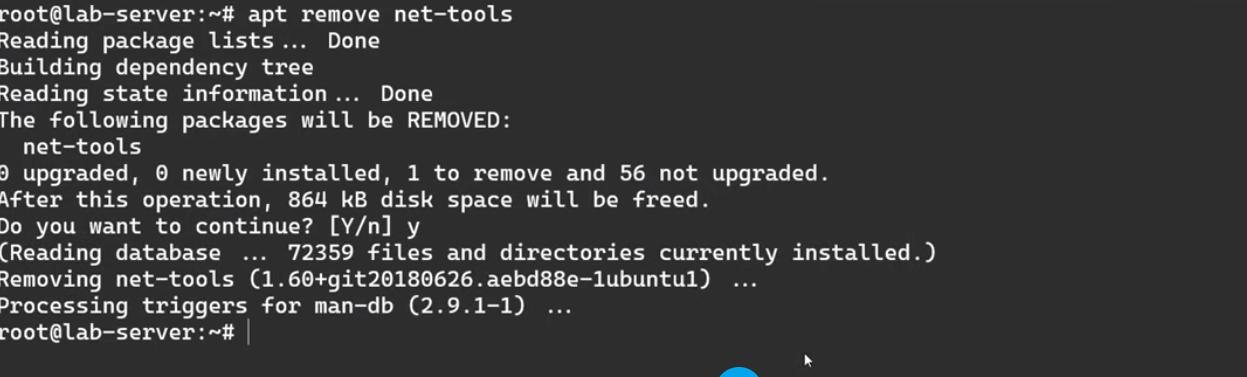 root@lab-server:~# apt remove net-tools
Reading package lists... Done
Building dependency tree
Reading state information... Done
The following packages will be REMOVED:
  net-tools
0 upgraded, 0 newly installed, 1 to remove and 56 not upgraded.
After this operation, 864 kB disk space will be freed.
Do you want to continue? [Y/n] y
(Reading database ... 72359 files and directories currently installed.)
Removing net-tools (1.60+git20180626.aebd88e-1ubuntu1) ...
Processing triggers for man-db (2.9.1-1) ...
root@lab-server:~#